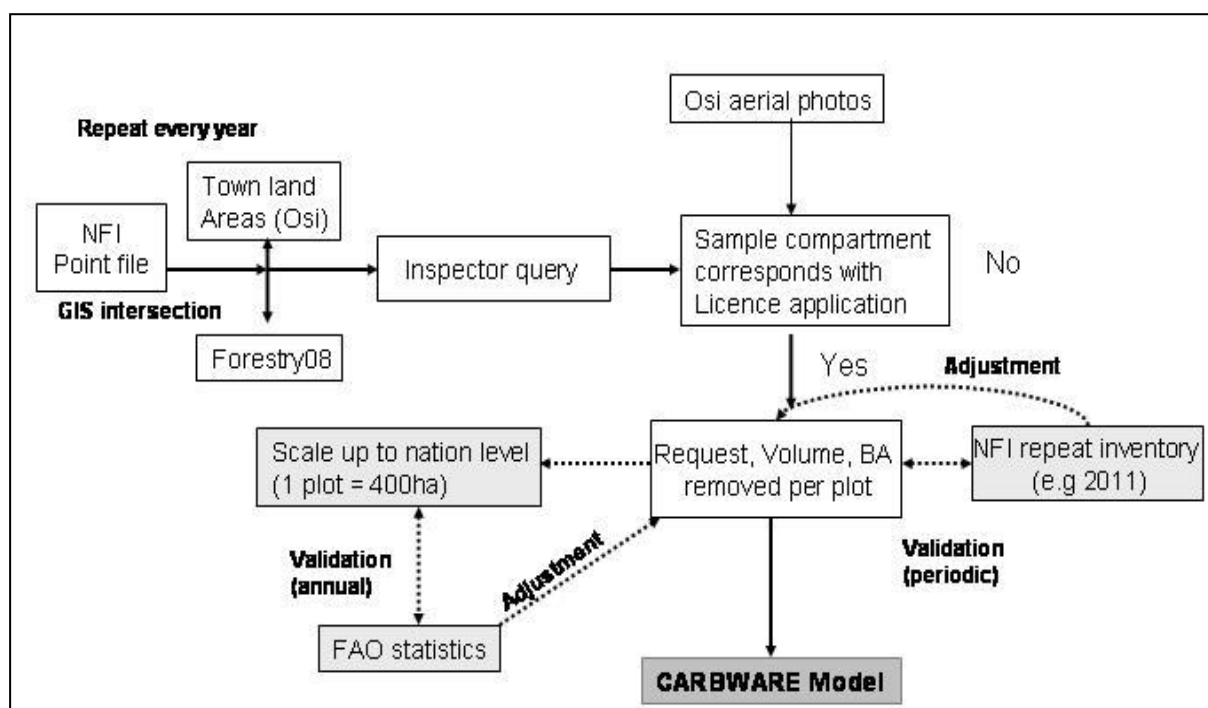 Osi aerial photos
Repeat every year
Town land
Areas (Osi)
NFI
Point file
Inspector query
Sample compartment
corresponds with
Licence application
No
GIS intersection
Forestry08
Yes
Adjustment
Scale up to nation level
(1 plot = 400ha)
Request, Volume, BA
removed per plot
NFI repeat inventory
(e.g 2011)
Validation
(annual)
Adjustment
Validation
(periodic)
FAO statistics
CARBWARE Model